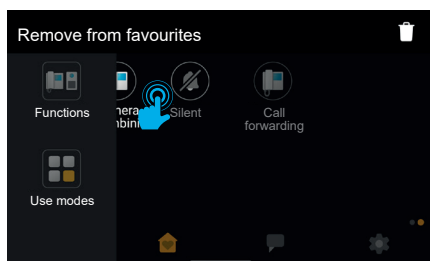 Remove from favourites
Functions
Silent
Call
forwarding
Use modes